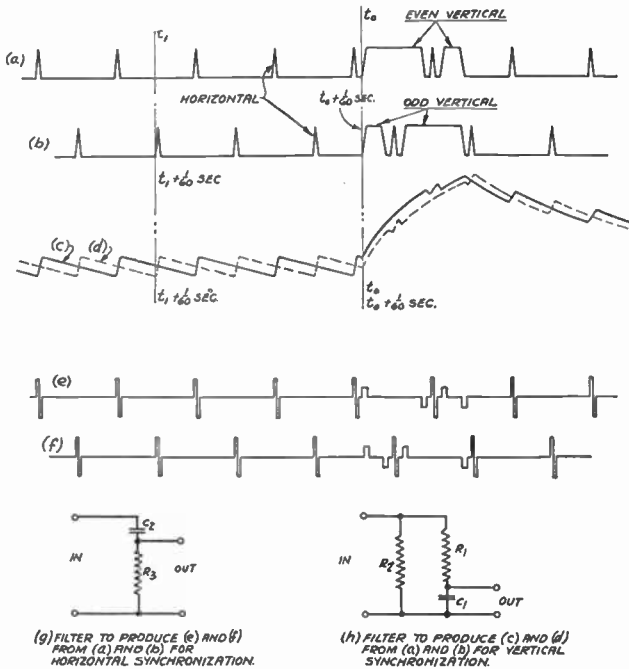 t₀
EVEN VERTICAL
τ₁
(a)
HORIZONTAL
t₀ + 1/60 SEC.
ODD VERTICAL
(b)
t₁ + 1/60 SEC
(c) (d)
t₁ + 1/60 SEC.
t₀
t₀ + 1/60 SEC.
(e)
(f)
C₂
IN
R₃
OUT
IN
R₂
R₁
C₁
OUT
(g) FILTER TO PRODUCE (e) AND (f)
FROM (a) AND (b) FOR
HORIZONTAL SYNCHRONIZATION.
(h) FILTER TO PRODUCE (c) AND (d)
FROM (a) AND (b) FOR VERTICAL
SYNCHRONIZATION.